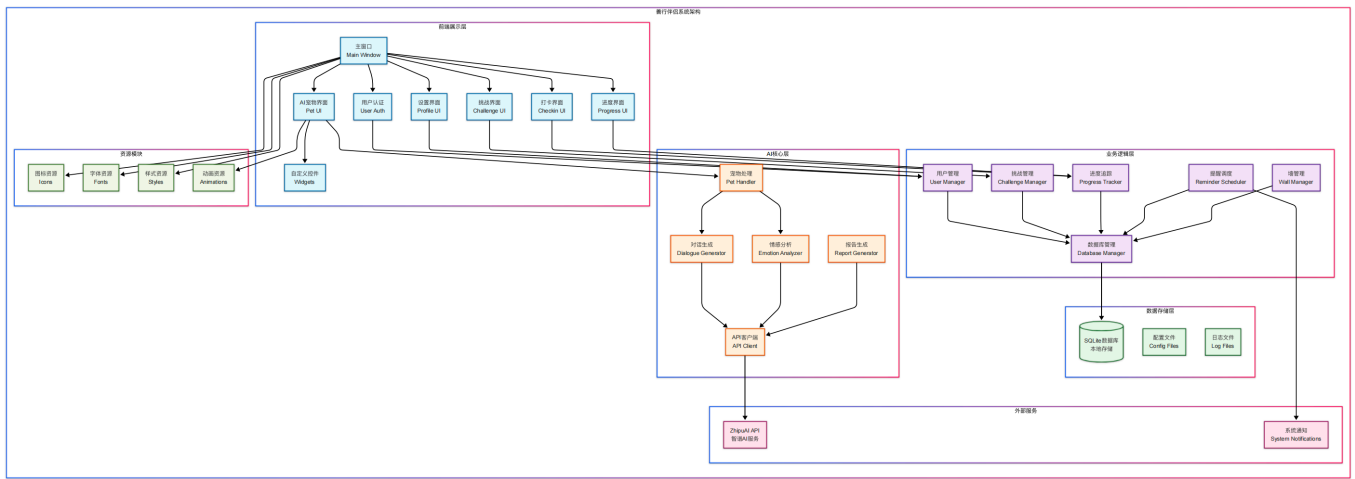 善行伴侣系统架构
前端展示层
主窗口
Main Window
AI宠物界面
Pet UI
用户认证
User Auth
设置界面
Profile UI
挑战界面
Challenge UI
打卡界面
Checkin UI
进度界面
Progress UI
自定义控件
Widgets
资源模块
图标资源
Icons
字体资源
Fonts
样式资源
Styles
动画资源
Animations
AI核心层
宠物处理
Pet Handler
对话生成
Dialogue Generator
情感分析
Emotion Analyzer
报告生成
Report Generator
API客户端
API Client
业务逻辑层
用户管理
User Manager
挑战管理
Challenge Manager
进度追踪
Progress Tracker
提醒调度
Reminder Scheduler
墙管理
Wall Manager
数据库管理
Database Manager
数据存储层
SQLite数据库
本地存储
配置文件
Config Files
日志文件
Log Files
外部服务
ZhipuAI API
智谱AI服务
系统通知
System Notifications